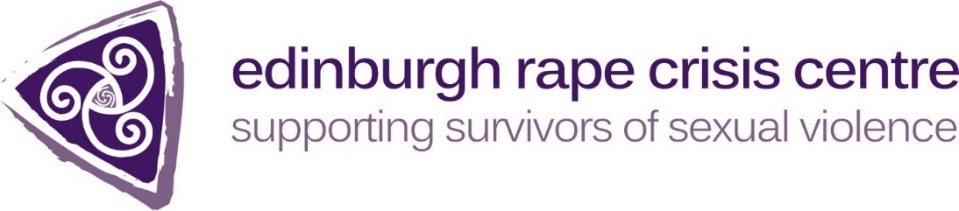 edinburgh rape crisis centre
supporting survivors of sexual violence